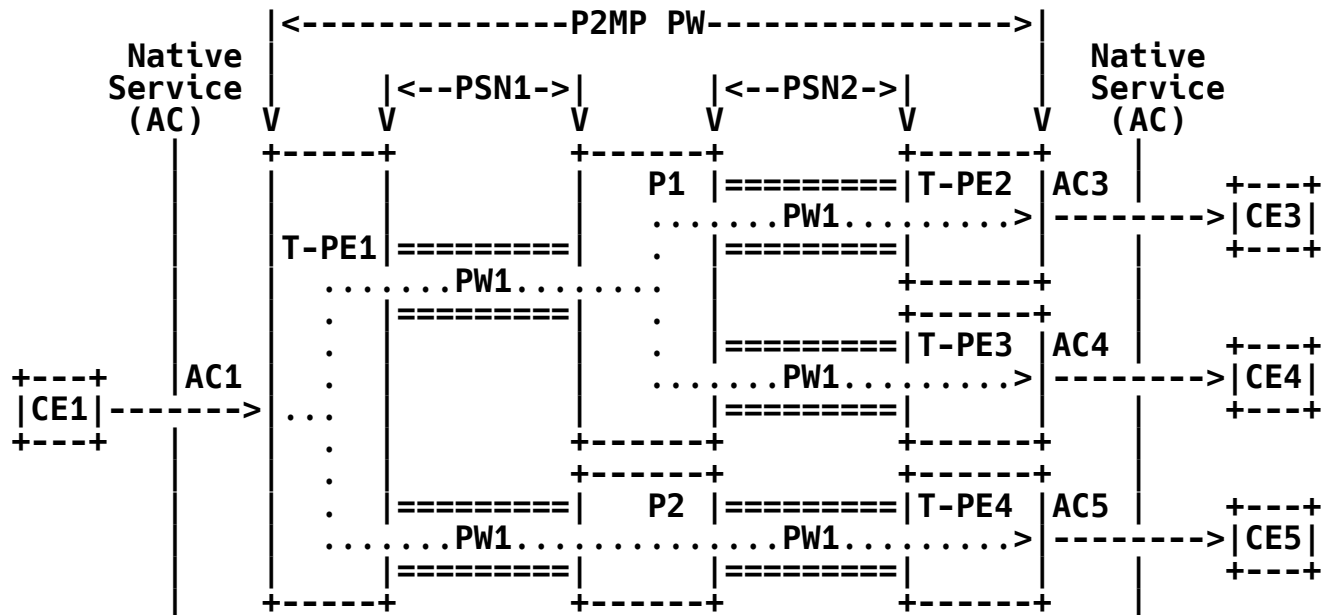 |<--------------P2MP PW---------------->|
Native | | Native
Service | |<--PSN1->| |<--PSN2->| | Service
(AC) V V V V V V (AC)
| +-----+ +------+ +------+ |
| | | | P1 |=========|T-PE2 |AC3 | +---+
| | | | .......PW1.........>|-------->|CE3|
| |T-PE1|=========| . |=========| | | +---+
| | .......PW1........ | +------+ |
| | . |=========| . | +------+ |
| | . | | . |=========|T-PE3 |AC4 | +---+
+---+ |AC1 | . | | .......PW1.........>|-------->|CE4|
|CE1|------->|... | | |=========| | | +---+
+---+ | | . | +------+ +------+ |
| | . | +------+ +------+ |
| | . |=========| P2 |=========|T-PE4 |AC5 | +---+
| | .......PW1..............PW1.........>|-------->|CE5|
| | |=========| |=========| | | +---+
| +-----+ +------+ +------+ |